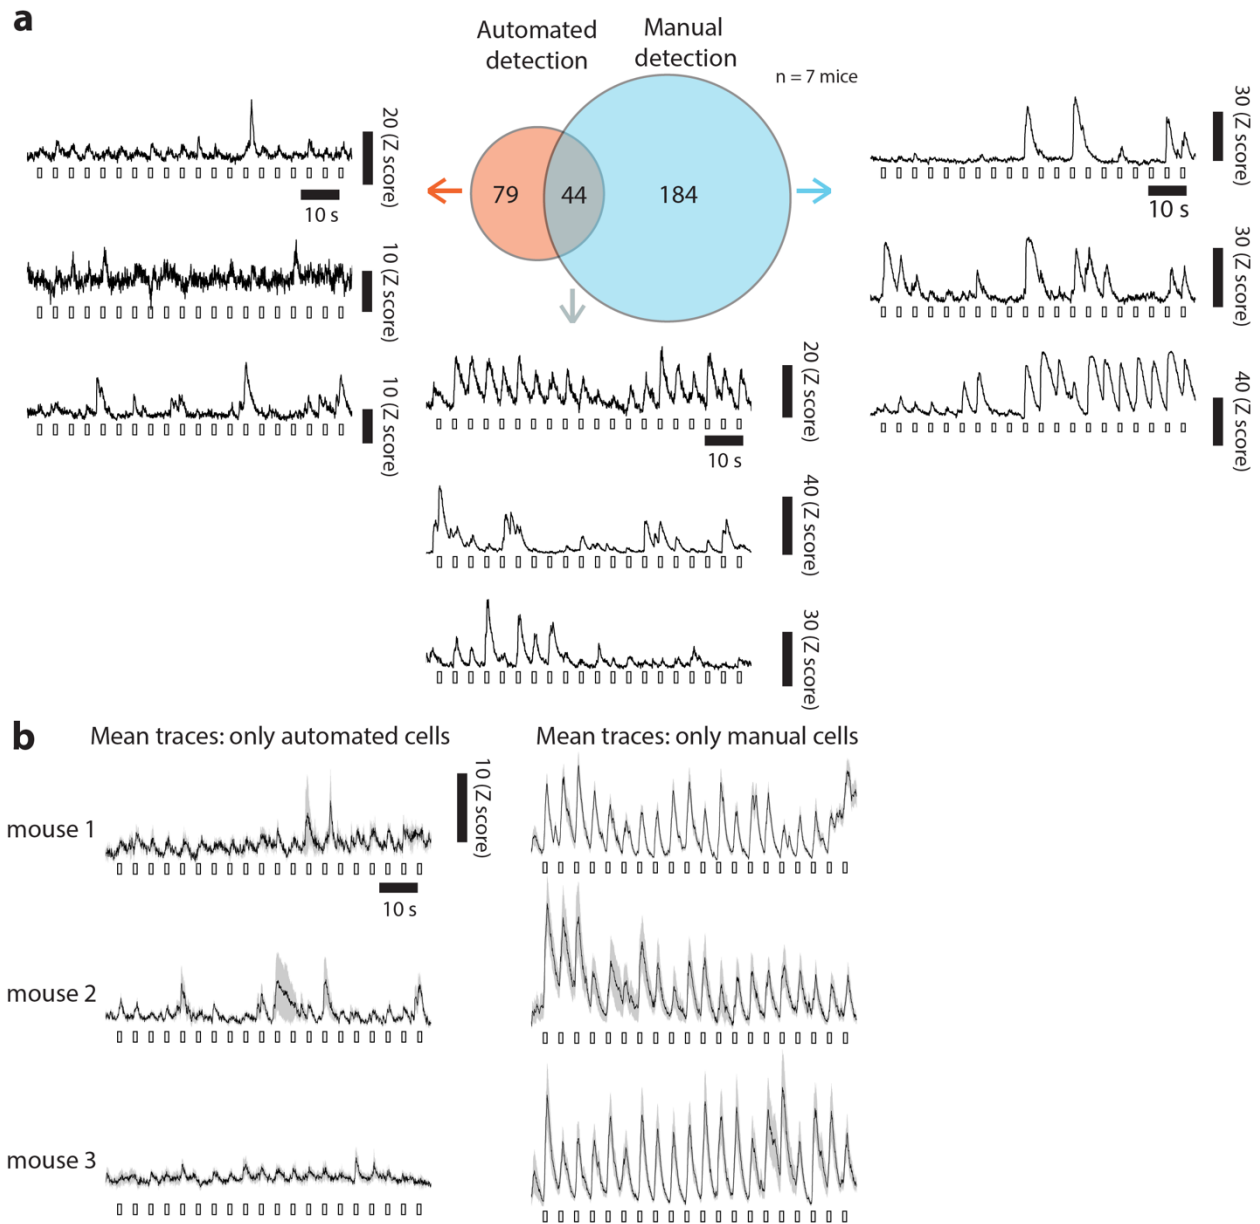 a
Automated
detection
Manual
detection
n = 7 mice
20 (Z score)
10 s
10 (Z score)
10 (Z score)
79
44
184
30 (Z score)
10 s
30 (Z score)
40 (Z score)
20 (Z score)
10 s
40 (Z score)
30 (Z score)
b
Mean traces: only automated cells
Mean traces: only manual cells
10 (Z score)
mouse 1
10 s
mouse 2
mouse 3